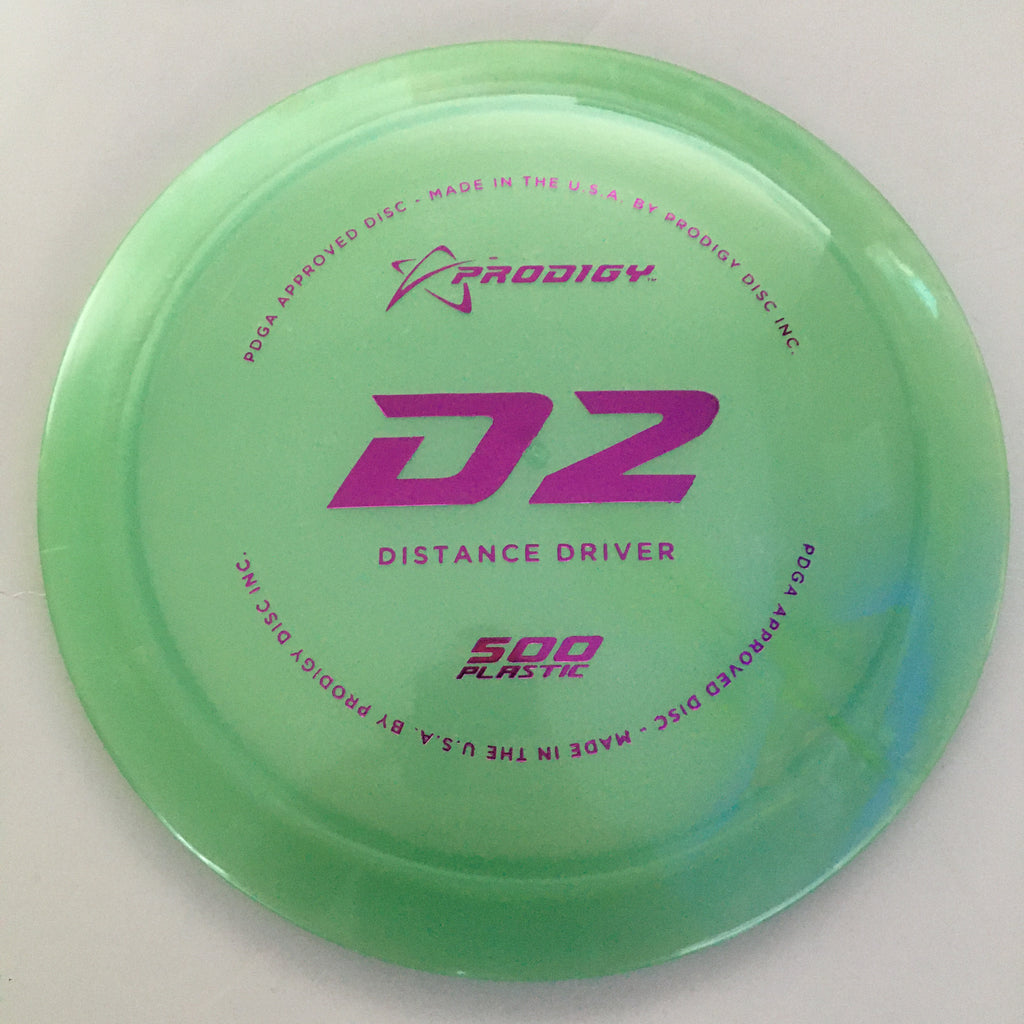 PDGA APPROVED DISC - MADE IN THE U.S.A. BY PRODIGY DISC INC.
PRODIGY™
D2
DISTANCE DRIVER
500
PLASTIC
PDGA APPROVED DISC - MADE IN THE U.S.A. BY PRODIGY DISC INC.